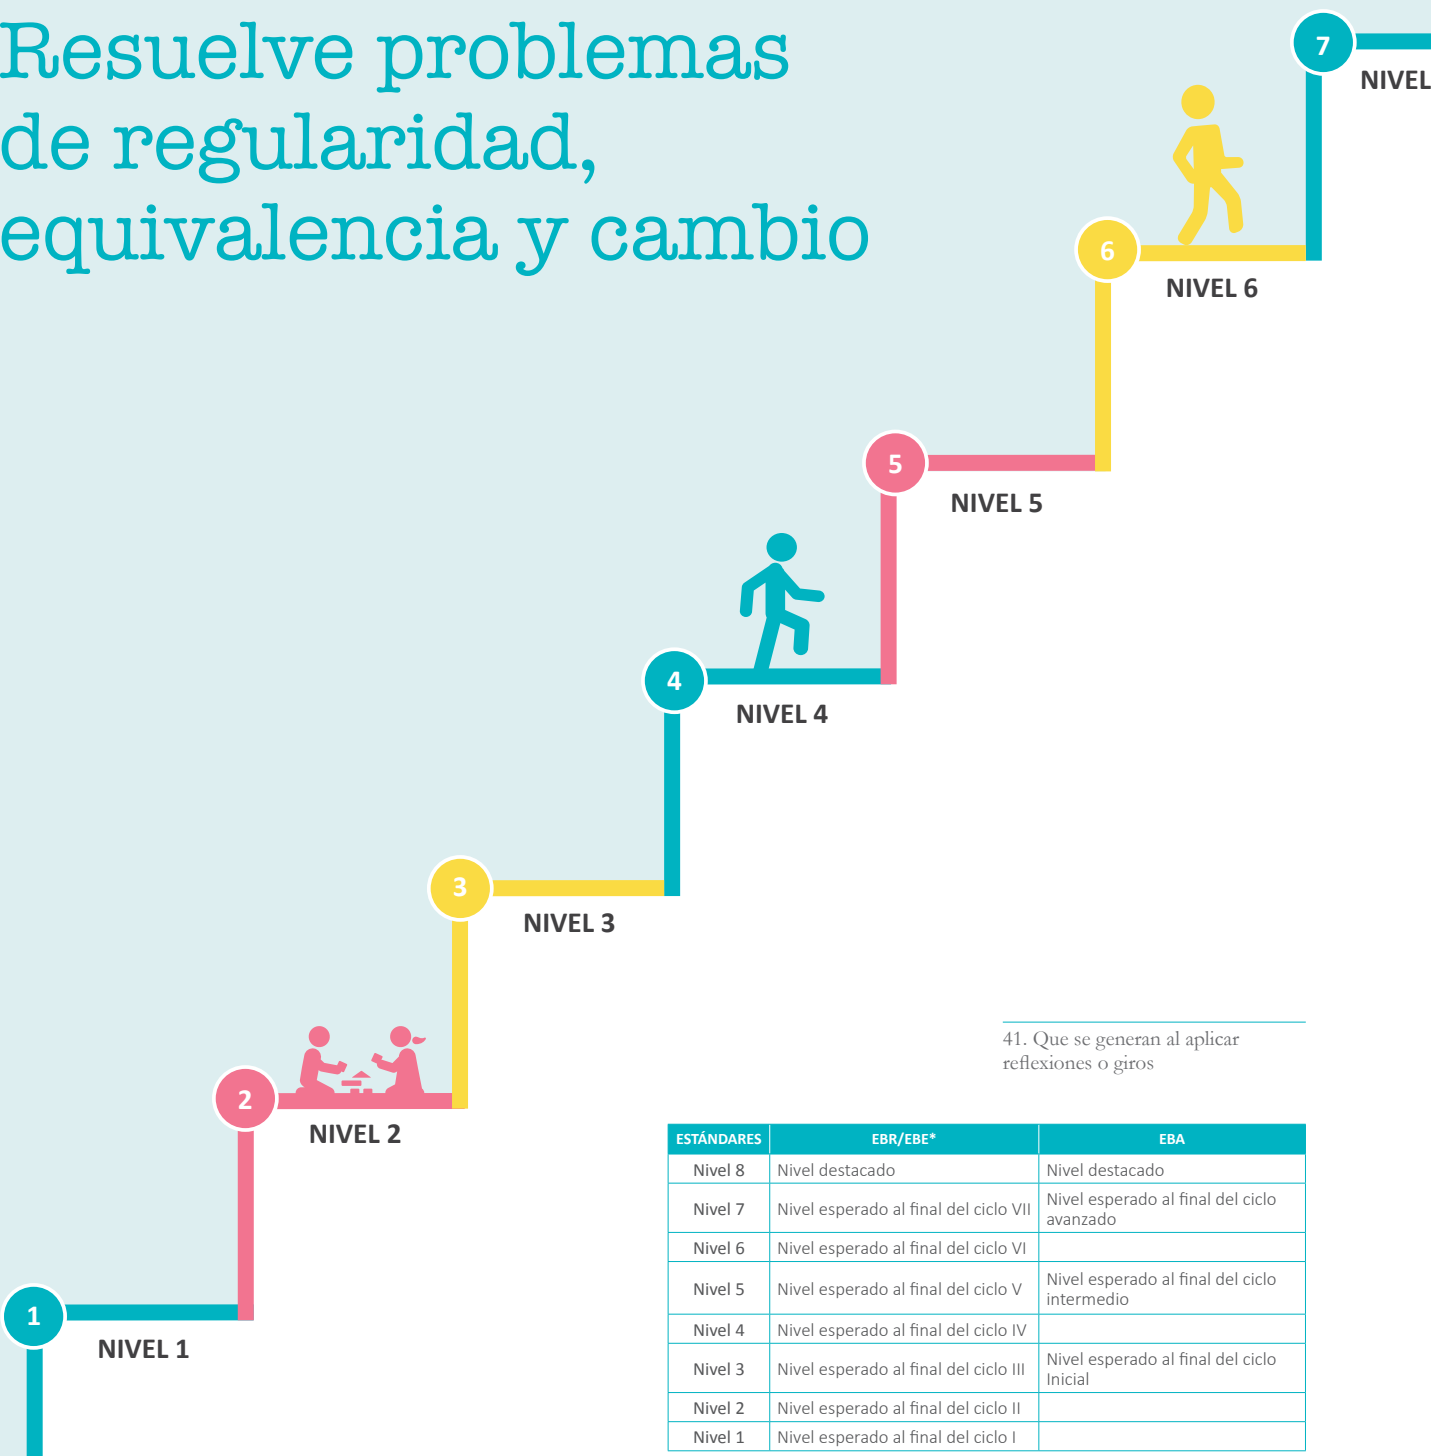 Resuelve problemas
de regularidad,
equivalencia y cambio
7
NIVEL
6
NIVEL 6
5
NIVEL 5
4
NIVEL 4
3
NIVEL 3
2
NIVEL 2
1
NIVEL 1
41. Que se generan al aplicar
reflexiones o giros
ESTÁNDARES EBR/EBE* EBA
Nivel 8 Nivel destacado Nivel destacado
Nivel 7 Nivel esperado al final del ciclo VII Nivel esperado al final del ciclo
avanzado
Nivel 6 Nivel esperado al final del ciclo VI
Nivel 5 Nivel esperado al final del ciclo V Nivel esperado al final del ciclo
intermedio
Nivel 4 Nivel esperado al final del ciclo IV
Nivel 3 Nivel esperado al final del ciclo III Nivel esperado al final del ciclo
Inicial
Nivel 2 Nivel esperado al final del ciclo II
Nivel 1 Nivel esperado al final del ciclo I